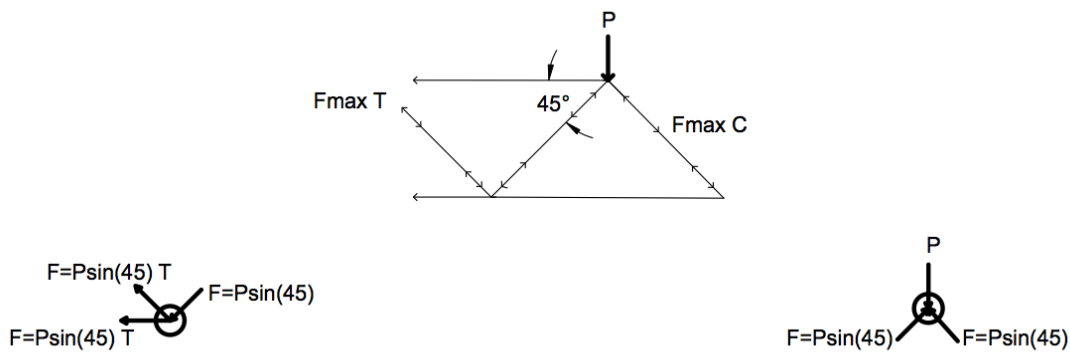 P
Fmax T
45°
Fmax C
F=Psin(45) T
F=Psin(45)
F=Psin(45) T
P
F=Psin(45)
F=Psin(45)